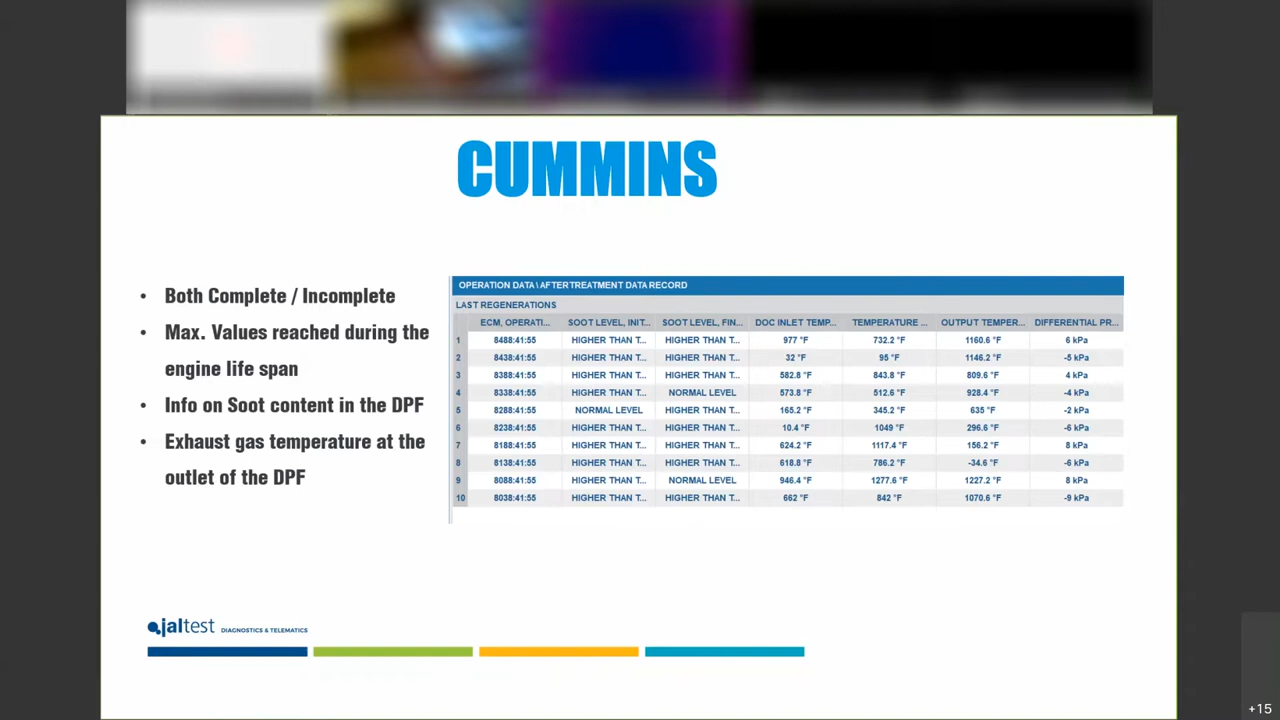 CUMMINS
• Both Complete / Incomplete
• Max. Values reached during the
engine life span
• Info on Soot content in the DPF
• Exhaust gas temperature at the
outlet of the DPF
OPERATION DATA \ AFTERTREATMENT DATA RECORD
LAST REGENERATIONS
ECM, OPERATI... SOOT LEVEL, INIT... SOOT LEVEL, FIN... DOC INLET TEMP... TEMPERATURE ... OUTPUT TEMPER... DIFFERENTIAL PR...
1 8488:41:55 HIGHER THAN T... HIGHER THAN T... 977 °F 732.2 °F 1160.6 °F 6 kPa
2 8438:41:55 HIGHER THAN T... HIGHER THAN T... 32 °F 95 °F 1146.2 °F -5 kPa
3 8388:41:55 HIGHER THAN T... HIGHER THAN T... 582.8 °F 843.8 °F 809.6 °F 4 kPa
4 8338:41:55 HIGHER THAN T... NORMAL LEVEL 573.8 °F 512.6 °F 928.4 °F -4 kPa
5 8288:41:55 NORMAL LEVEL HIGHER THAN T... 165.2 °F 345.2 °F 635 °F -2 kPa
6 8238:41:55 HIGHER THAN T... HIGHER THAN T... 10.4 °F 1049 °F 296.6 °F -6 kPa
7 8188:41:55 HIGHER THAN T... HIGHER THAN T... 624.2 °F 1117.4 °F 156.2 °F 8 kPa
8 8138:41:55 HIGHER THAN T... HIGHER THAN T... 618.8 °F 786.2 °F -34.6 °F -6 kPa
9 8088:41:55 HIGHER THAN T... NORMAL LEVEL 946.4 °F 1277.6 °F 1227.2 °F 8 kPa
10 8038:41:55 HIGHER THAN T... HIGHER THAN T... 662 °F 842 °F 1070.6 °F -9 kPa
jaltest DIAGNOSTICS & TELEMATICS
+15